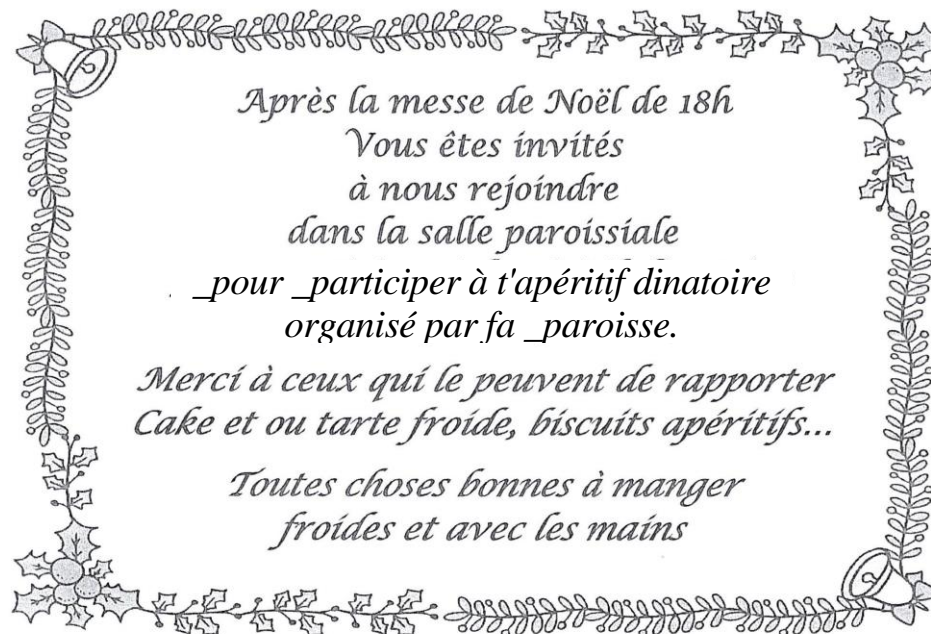 Après la messe de Noël de 18h
Vous êtes invités
à nous rejoindre
dans la salle paroissiale
_pour _participer à t'apéritif dinatoire
organisé par fa _paroisse.
Merci à ceux qui le peuvent de rapporter
Cake et ou tarte froide, biscuits apéritifs...
Toutes choses bonnes à manger
froides et avec les mains